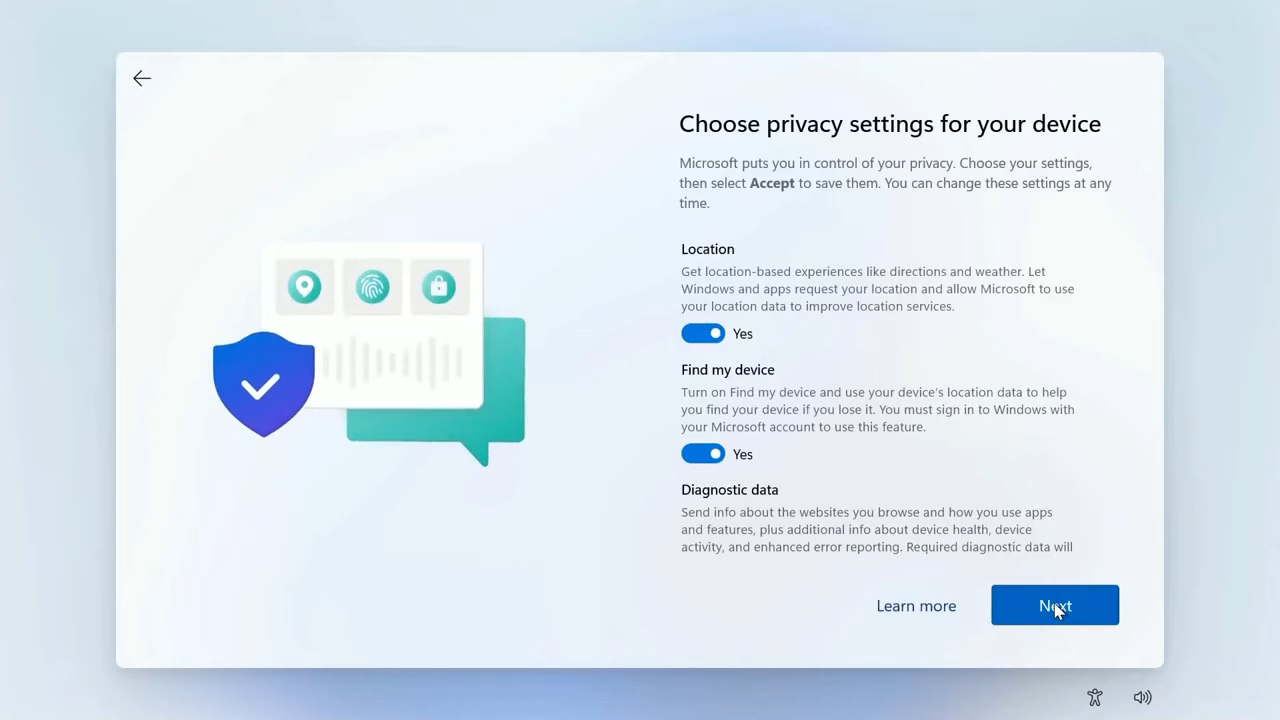 Choose privacy settings for your device
Microsoft puts you in control of your privacy. Choose your settings,
then select Accept to save them. You can change these settings at any
time.
Location
Get location-based experiences like directions and weather. Let
Windows and apps request your location and allow Microsoft to use
your location data to improve location services.
Yes
Find my device
Turn on Find my device and use your device's location data to help
you find your device if you lose it. You must sign in to Windows with
your Microsoft account to use this feature.
Yes
Diagnostic data
Send info about the websites you browse and how you use apps
and features, plus additional info about device health, device
activity, and enhanced error reporting. Required diagnostic data will
Learn more
Next